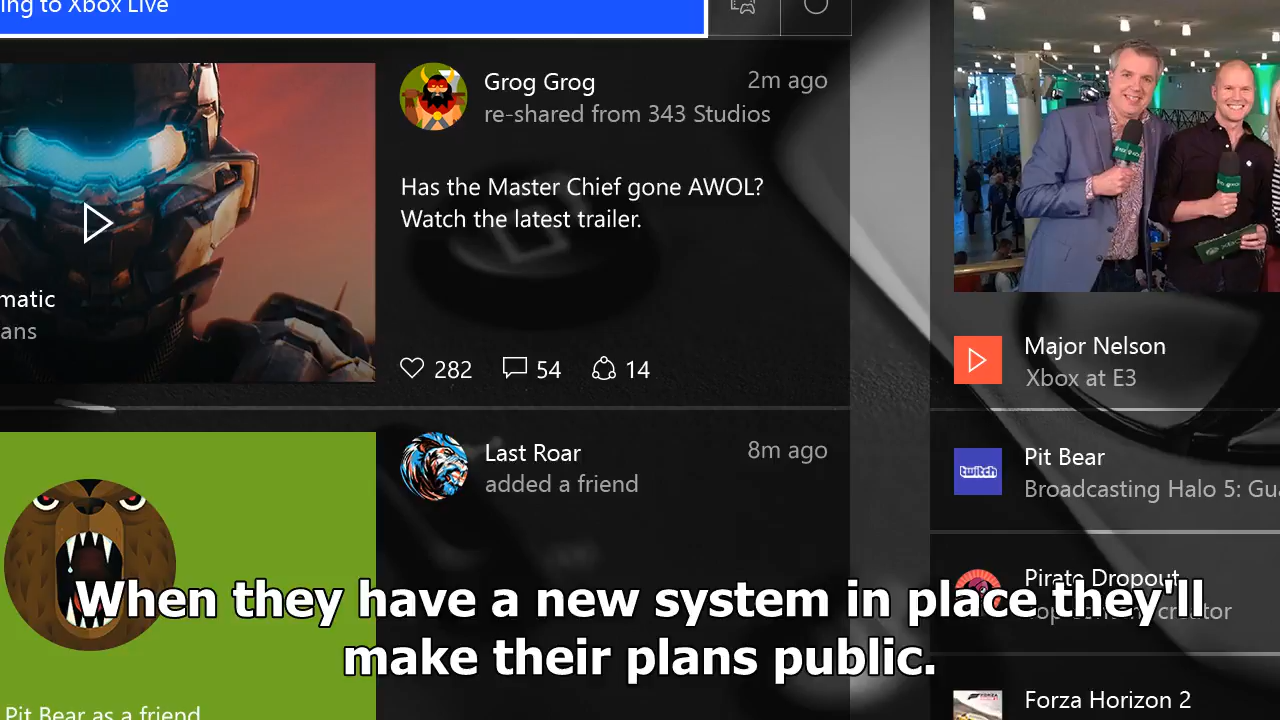 ing to Xbox Live
Grog Grog
2m ago
re-shared from 343 Studios
Has the Master Chief gone AWOL?
Watch the latest trailer.
matic
ans
282
54
14
Major Nelson
Xbox at E3
XBOX
Last Roar
8m ago
added a friend
twitch
Pit Bear
Broadcasting Halo 5: Gua
Pirate Dropout
creator
Forza Horizon 2
Pit Bear as a friend
When they have a new system in place they'll
make their plans public.